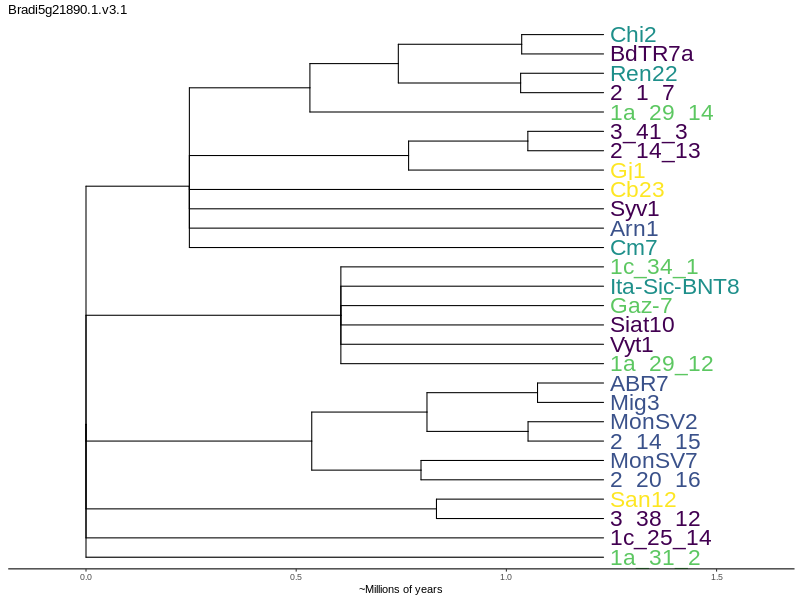 Bradi5g21890.1.v3.1
Chi2
BdTR7a
Ren22
2_1_7
1a_29_14
3_41_3
2_14_13
Gj1
Cb23
Syv1
Arn1
Cm7
1c_34_1
Ita-Sic-BNT8
Gaz-7
Siat10
Vyt1
1a_29_12
ABR7
Mig3
MonSV2
2_14_15
MonSV7
2_20_16
San12
3_38_12
1c_25_14
1a_31_2
0.0 0.5 1.0 1.5
~Millions of years